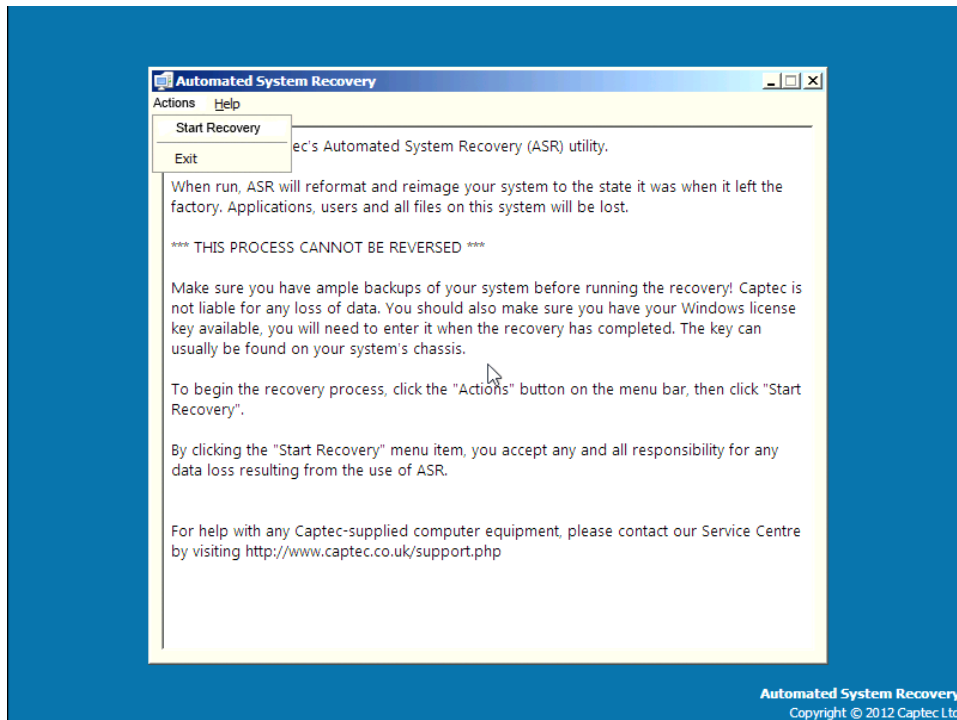 Automated System Recovery
Actions Help
Start Recovery
Exit
ec's Automated System Recovery (ASR) utility.
When run, ASR will reformat and reimage your system to the state it was when it left the
factory. Applications, users and all files on this system will be lost.
*** THIS PROCESS CANNOT BE REVERSED ***
Make sure you have ample backups of your system before running the recovery! Captec is
not liable for any loss of data. You should also make sure you have your Windows license
key available, you will need to enter it when the recovery has completed. The key can
usually be found on your system's chassis.
To begin the recovery process, click the "Actions" button on the menu bar, then click "Start
Recovery".
By clicking the "Start Recovery" menu item, you accept any and all responsibility for any
data loss resulting from the use of ASR.
For help with any Captec-supplied computer equipment, please contact our Service Centre
by visiting http://www.captec.co.uk/support.php
Automated System Recovery
Copyright © 2012 Captec Ltd